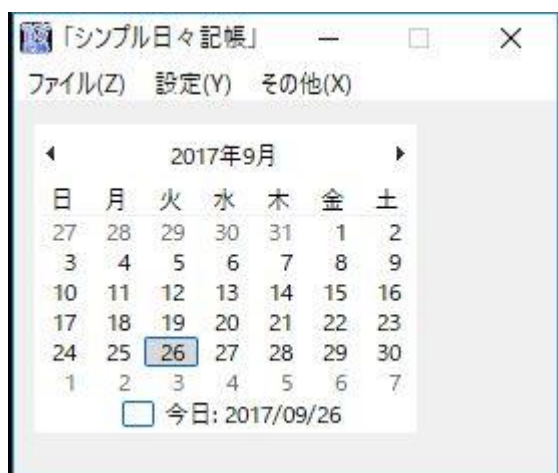 「シンプル日々記帳」
ファイル(Z) 設定(Y) その他(X)
2017年9月
日 月 火 水 木 金 土
27 28 29 30 31 1 2
3 4 5 6 7 8 9
10 11 12 13 14 15 16
17 18 19 20 21 22 23
24 25 26 27 28 29 30
1 2 3 4 5 6 7
今日: 2017/09/26